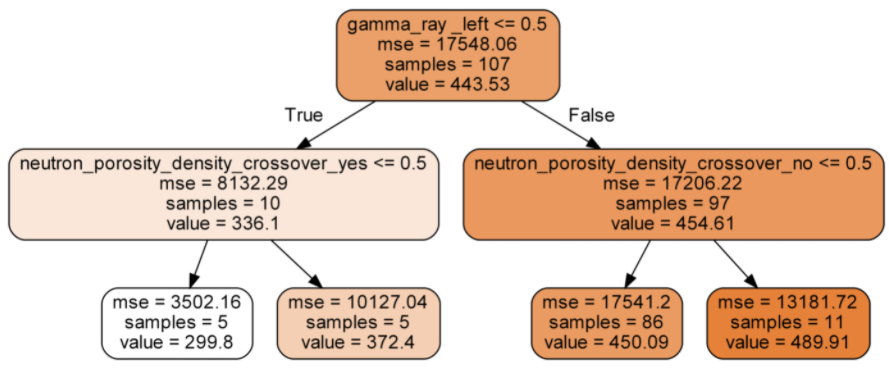 gamma_ray _left <= 0.5
mse = 17548.06
samples = 107
value = 443.53
True
False
neutron_porosity_density_crossover_yes <= 0.5
mse = 8132.29
samples = 10
value = 336.1
neutron_porosity_density_crossover_no <= 0.5
mse = 17206.22
samples = 97
value = 454.61
mse = 3502.16
samples = 5
value = 299.8
mse = 10127.04
samples = 5
value = 372.4
mse = 17541.2
samples = 86
value = 450.09
mse = 13181.72
samples = 11
value = 489.91